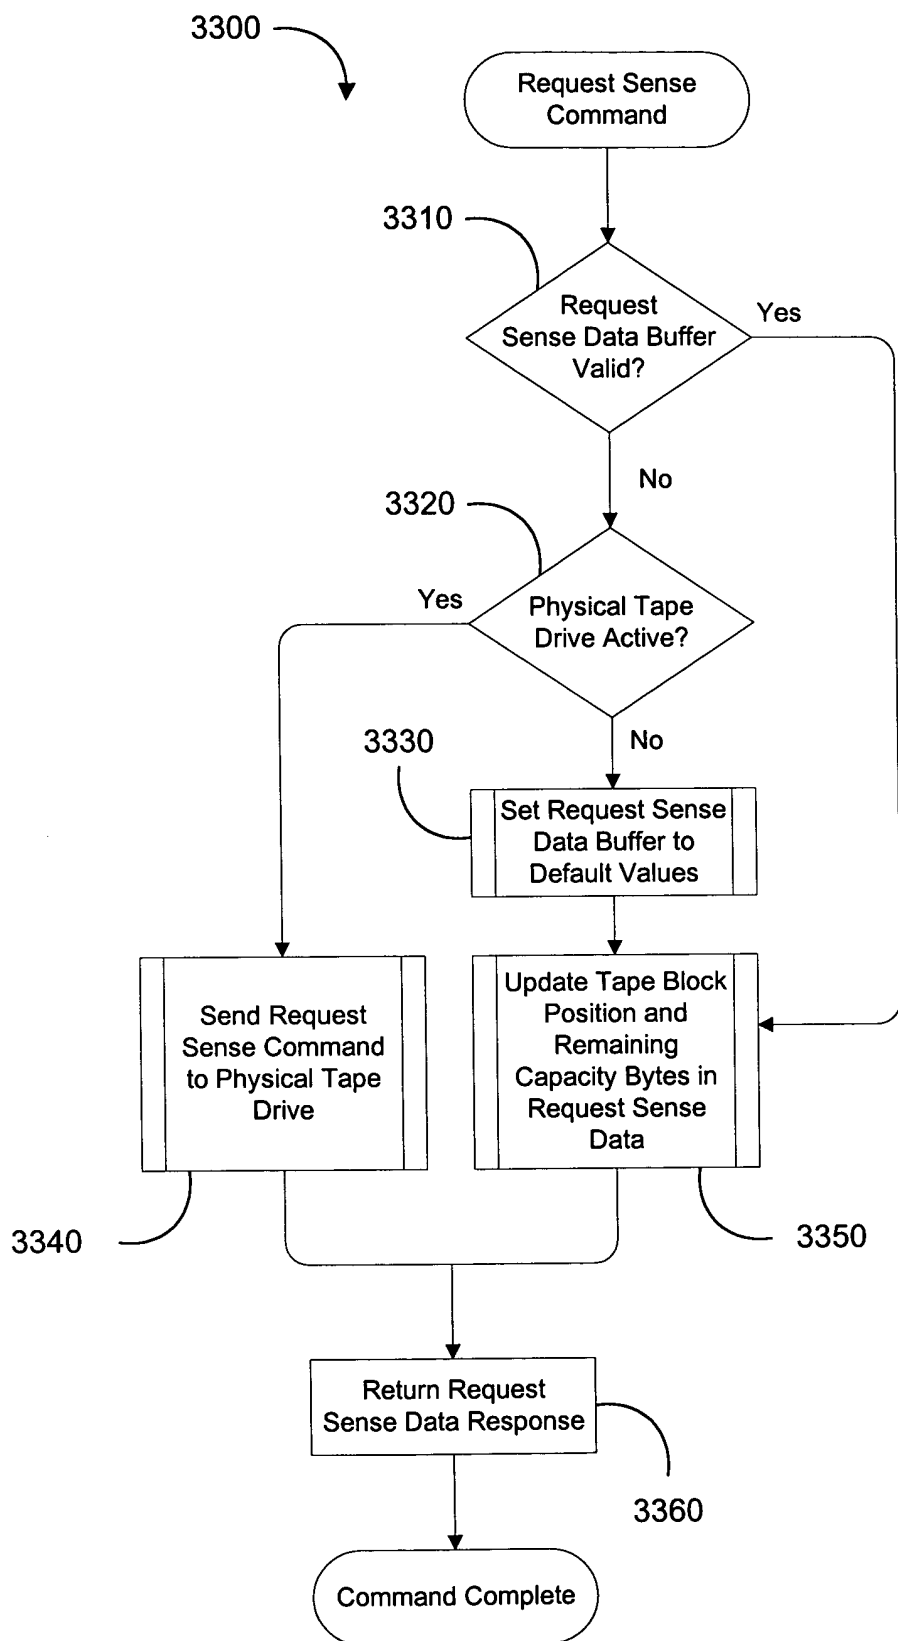 3300
Request Sense
Command
3310
Request
Sense Data Buffer
Valid?
Yes
No
3320
Yes
Physical Tape
Drive Active?
No
3330
Set Request Sense
Data Buffer to
Default Values
Send Request
Sense Command
to Physical Tape
Drive
Update Tape Block
Position and
Remaining
Capacity Bytes in
Request Sense
Data
3340
3350
Return Request
Sense Data Response
3360
Command Complete